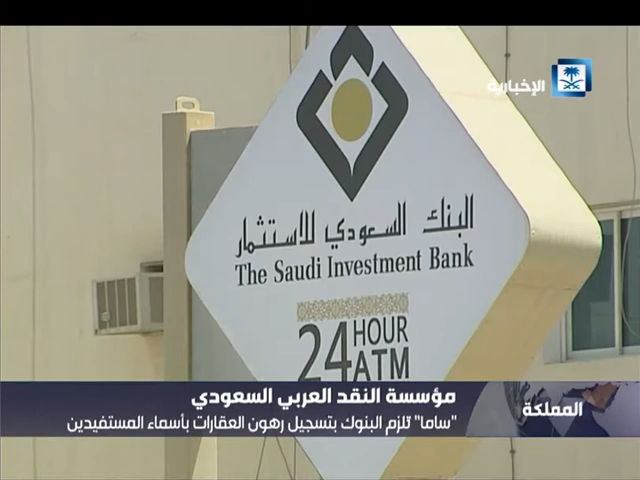 الإخبارية
البنك السعودي للاستثمار
The Saudi Investment Bank
24 HOUR
ATM
مؤسسة النقد العربي السعودي
المملكة
"ساما" تُلزم البنوك بتسجيل رهون العقارات بأسماء المستفيدين